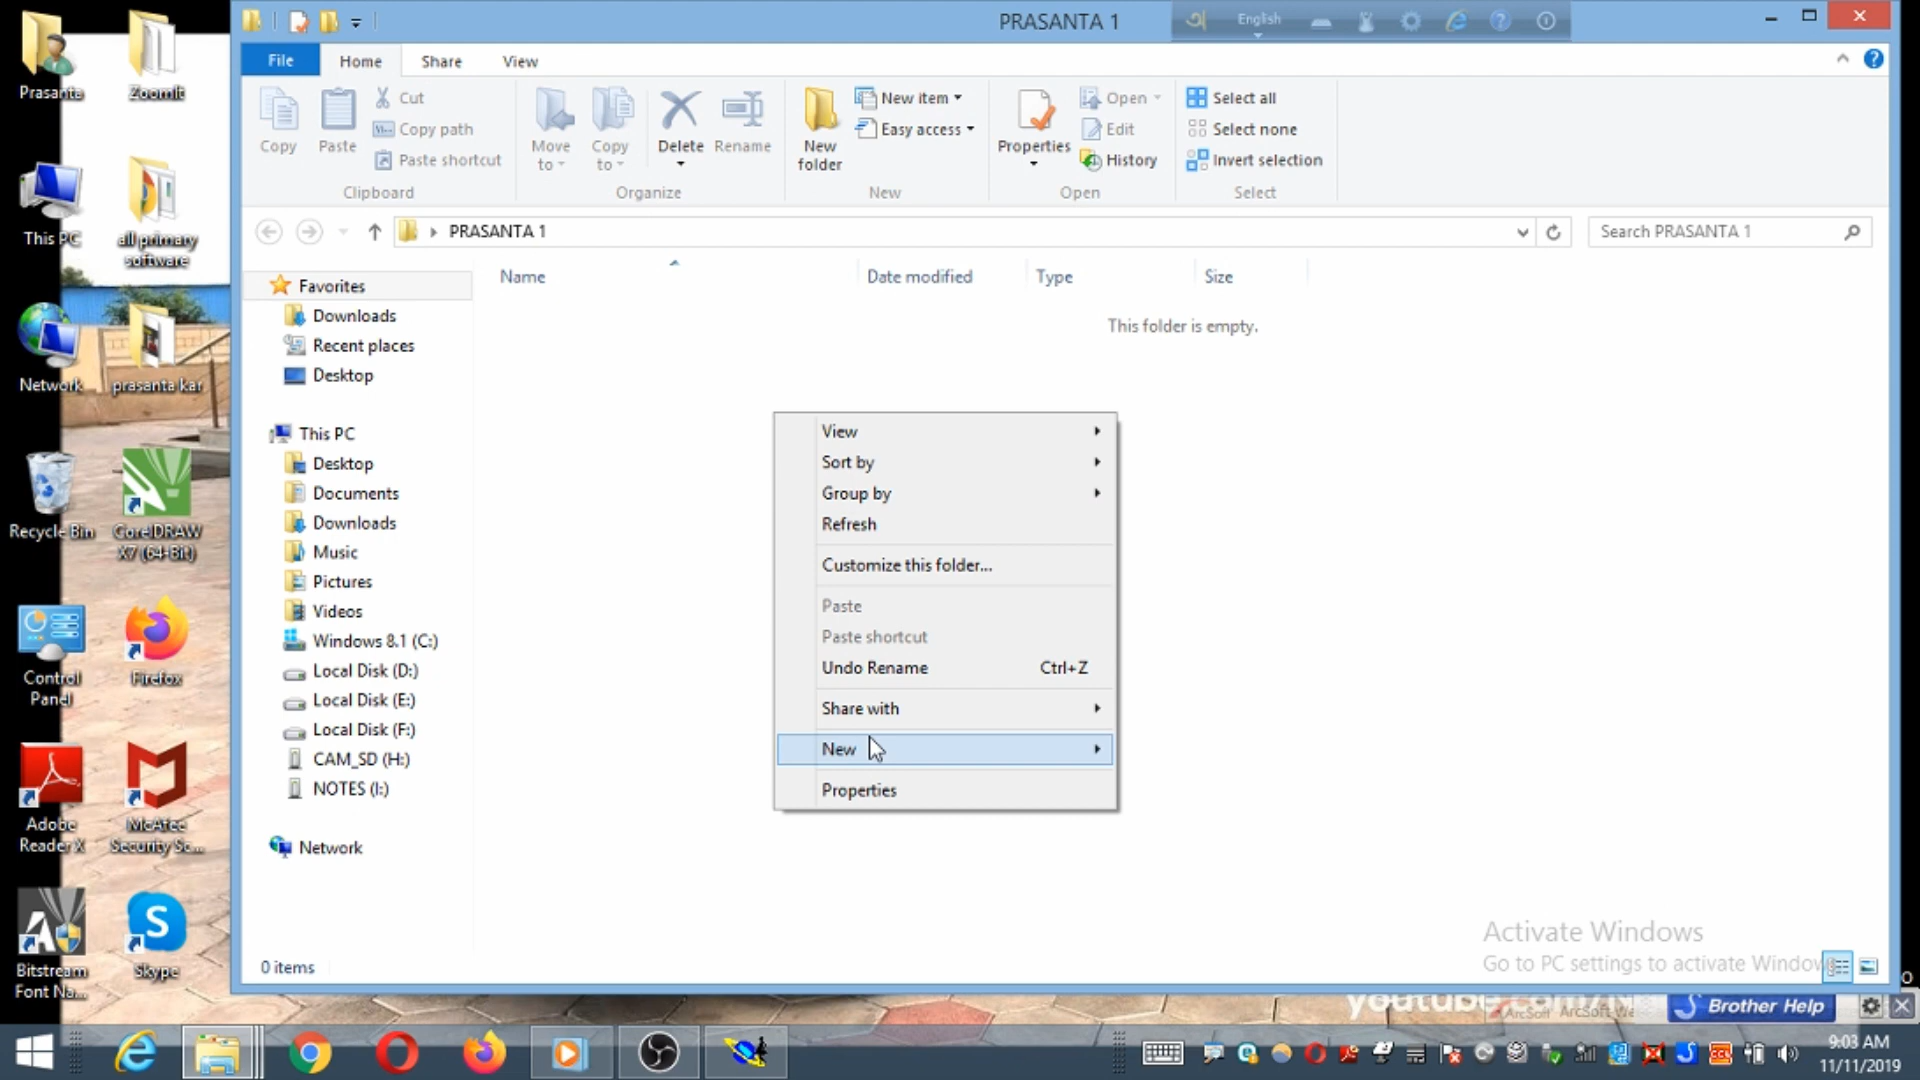 PRASANTA 1
English
File
Home
Share
View
Copy
Paste
Cut
Copy path
Paste shortcut
Clipboard
Move to
Copy to
Delete
Rename
Organize
New folder
New item
Easy access
New
Properties
Open
Edit
History
Open
Select all
Select none
Invert selection
Select
PRASANTA 1
Search PRASANTA 1
Name
Date modified
Type
Size
This folder is empty.
Favorites
Downloads
Recent places
Desktop
This PC
Desktop
Documents
Downloads
Music
Pictures
Videos
Windows 8.1 (C:)
Local Disk (D:)
Local Disk (E:)
Local Disk (F:)
CAM_SD (H:)
NOTES (I:)
Network
View
Sort by
Group by
Refresh
Customize this folder...
Paste
Paste shortcut
Undo Rename Ctrl+Z
Share with
New
Properties
0 items
Activate Windows
Go to PC settings to activate Window
Prasanta
ZoomIt
This PC
all primary
software
Network
prasanta kar
Recycle Bin
CorelDRAW
X7 (64-Bit)
Control
Panel
Firefox
Adobe
Reader X
McAfee
Security Sc...
Bitstream
Font Na...
Skype
youtube.com/
ArcSoft
Brother Help
9:03 AM
11/11/2019